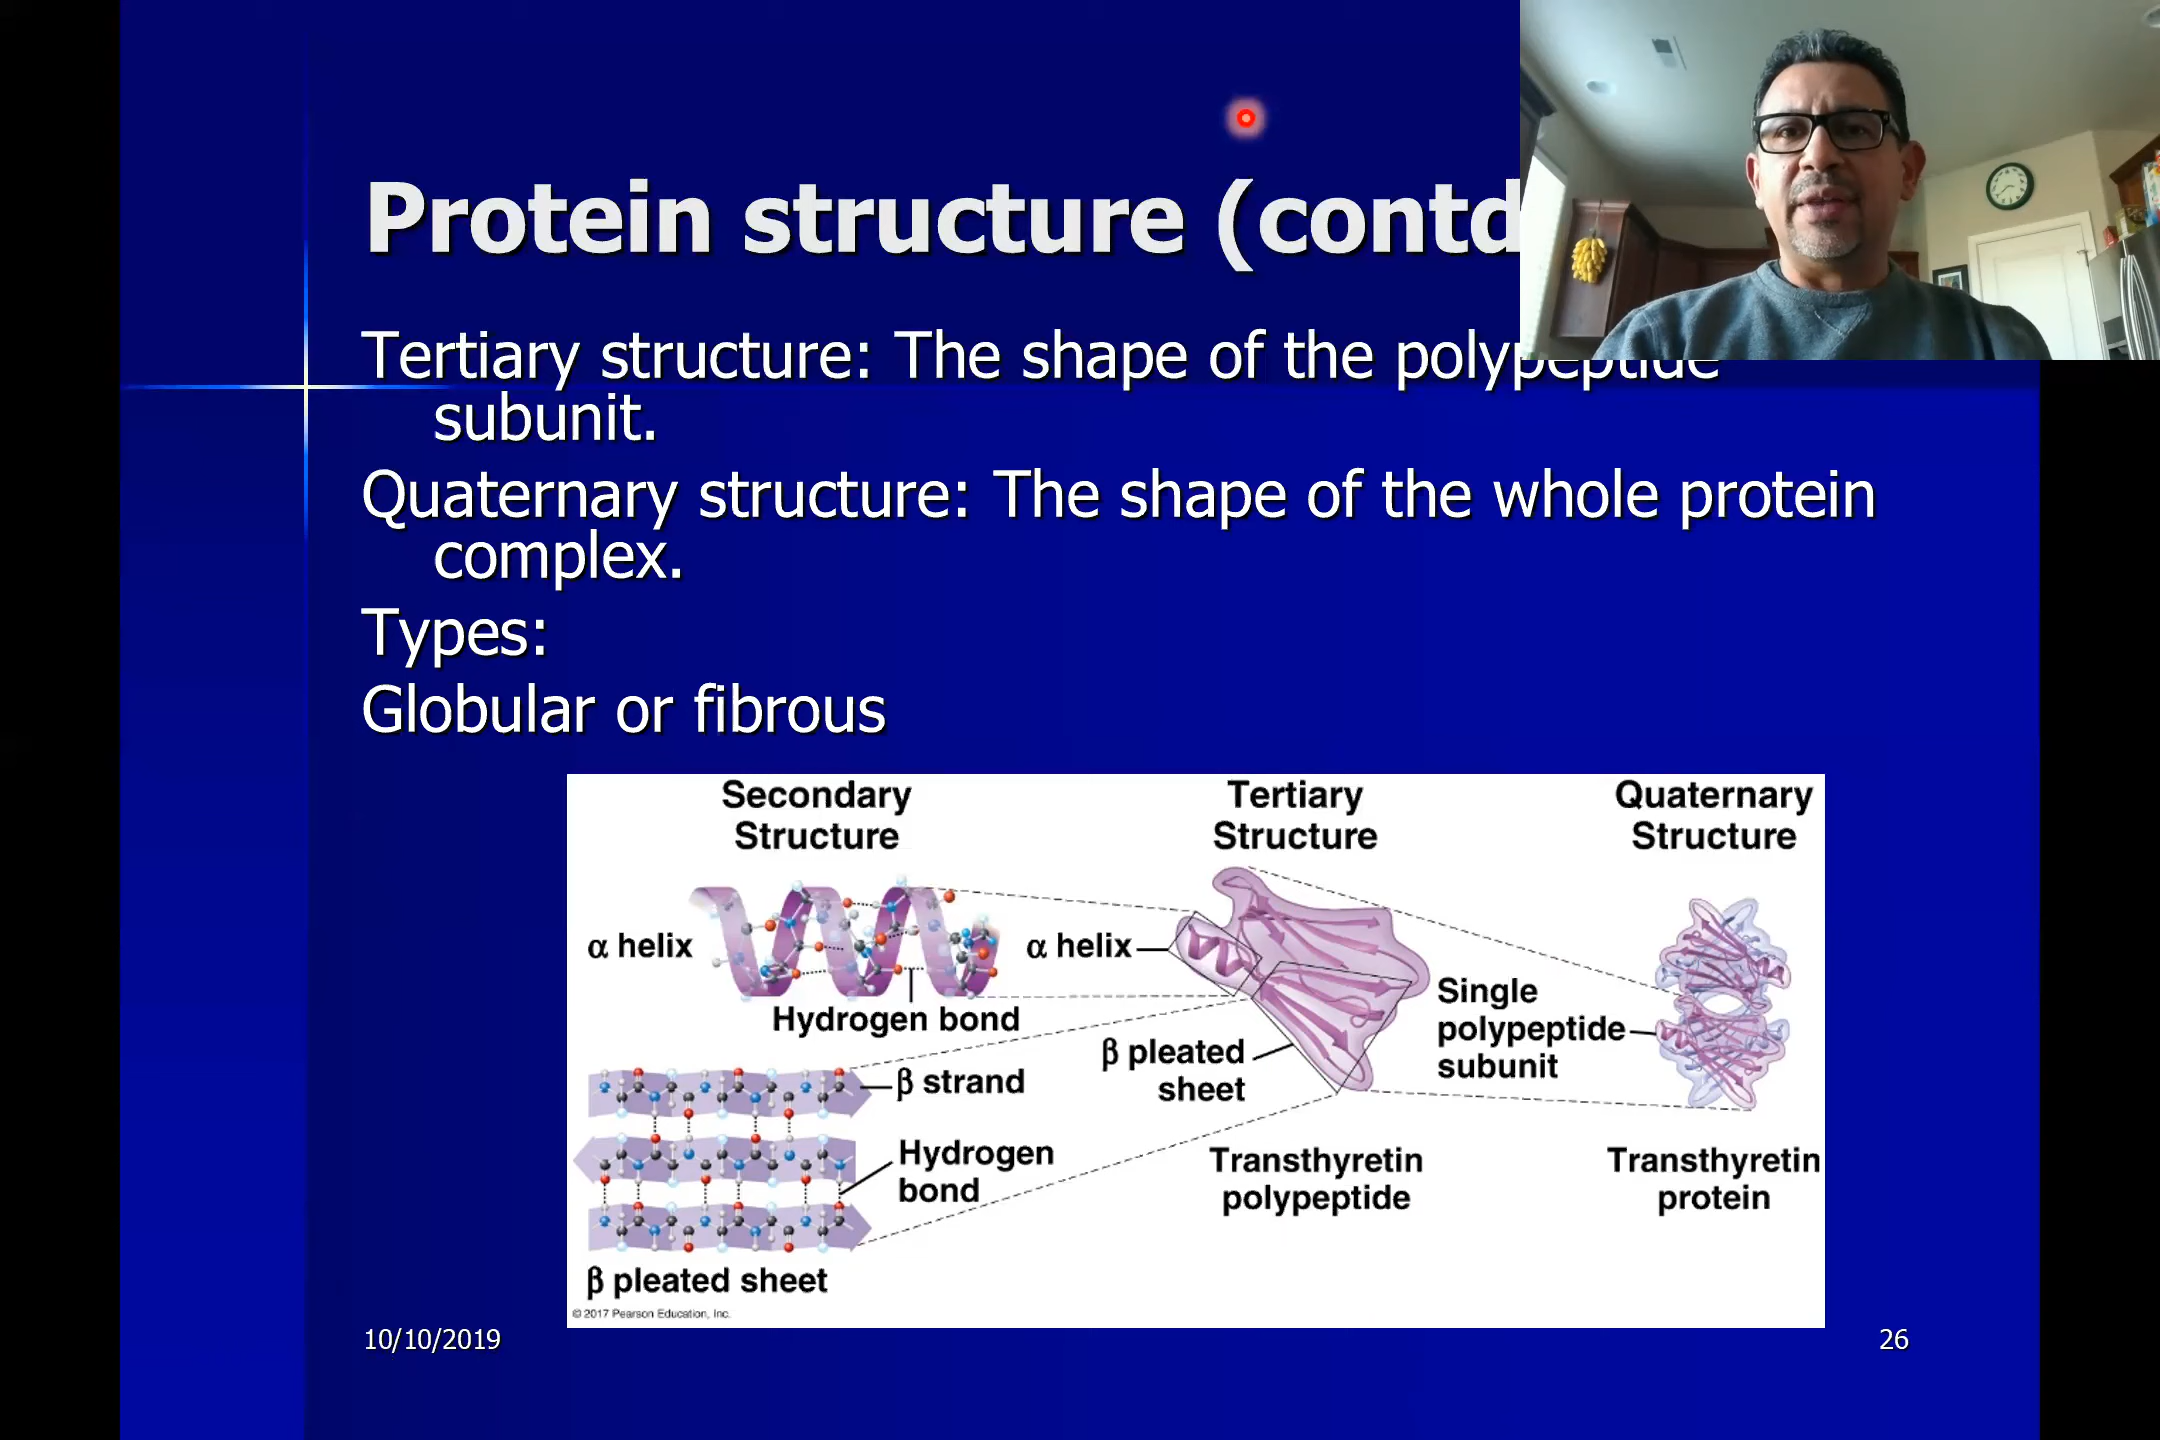 Protein structure (contd
Tertiary structure: The shape of the polypeptide
subunit.
Quaternary structure: The shape of the whole protein
complex.
Types:
Globular or fibrous
Secondary
Structure
Tertiary
Structure
Quaternary
Structure
α helix
Hydrogen bond
α helix
β pleated
sheet
Single
polypeptide
subunit
β strand
Hydrogen
bond
β pleated sheet
Transthyretin
polypeptide
Transthyretin
protein
© 2017 Pearson Education, Inc.
10/10/2019
26